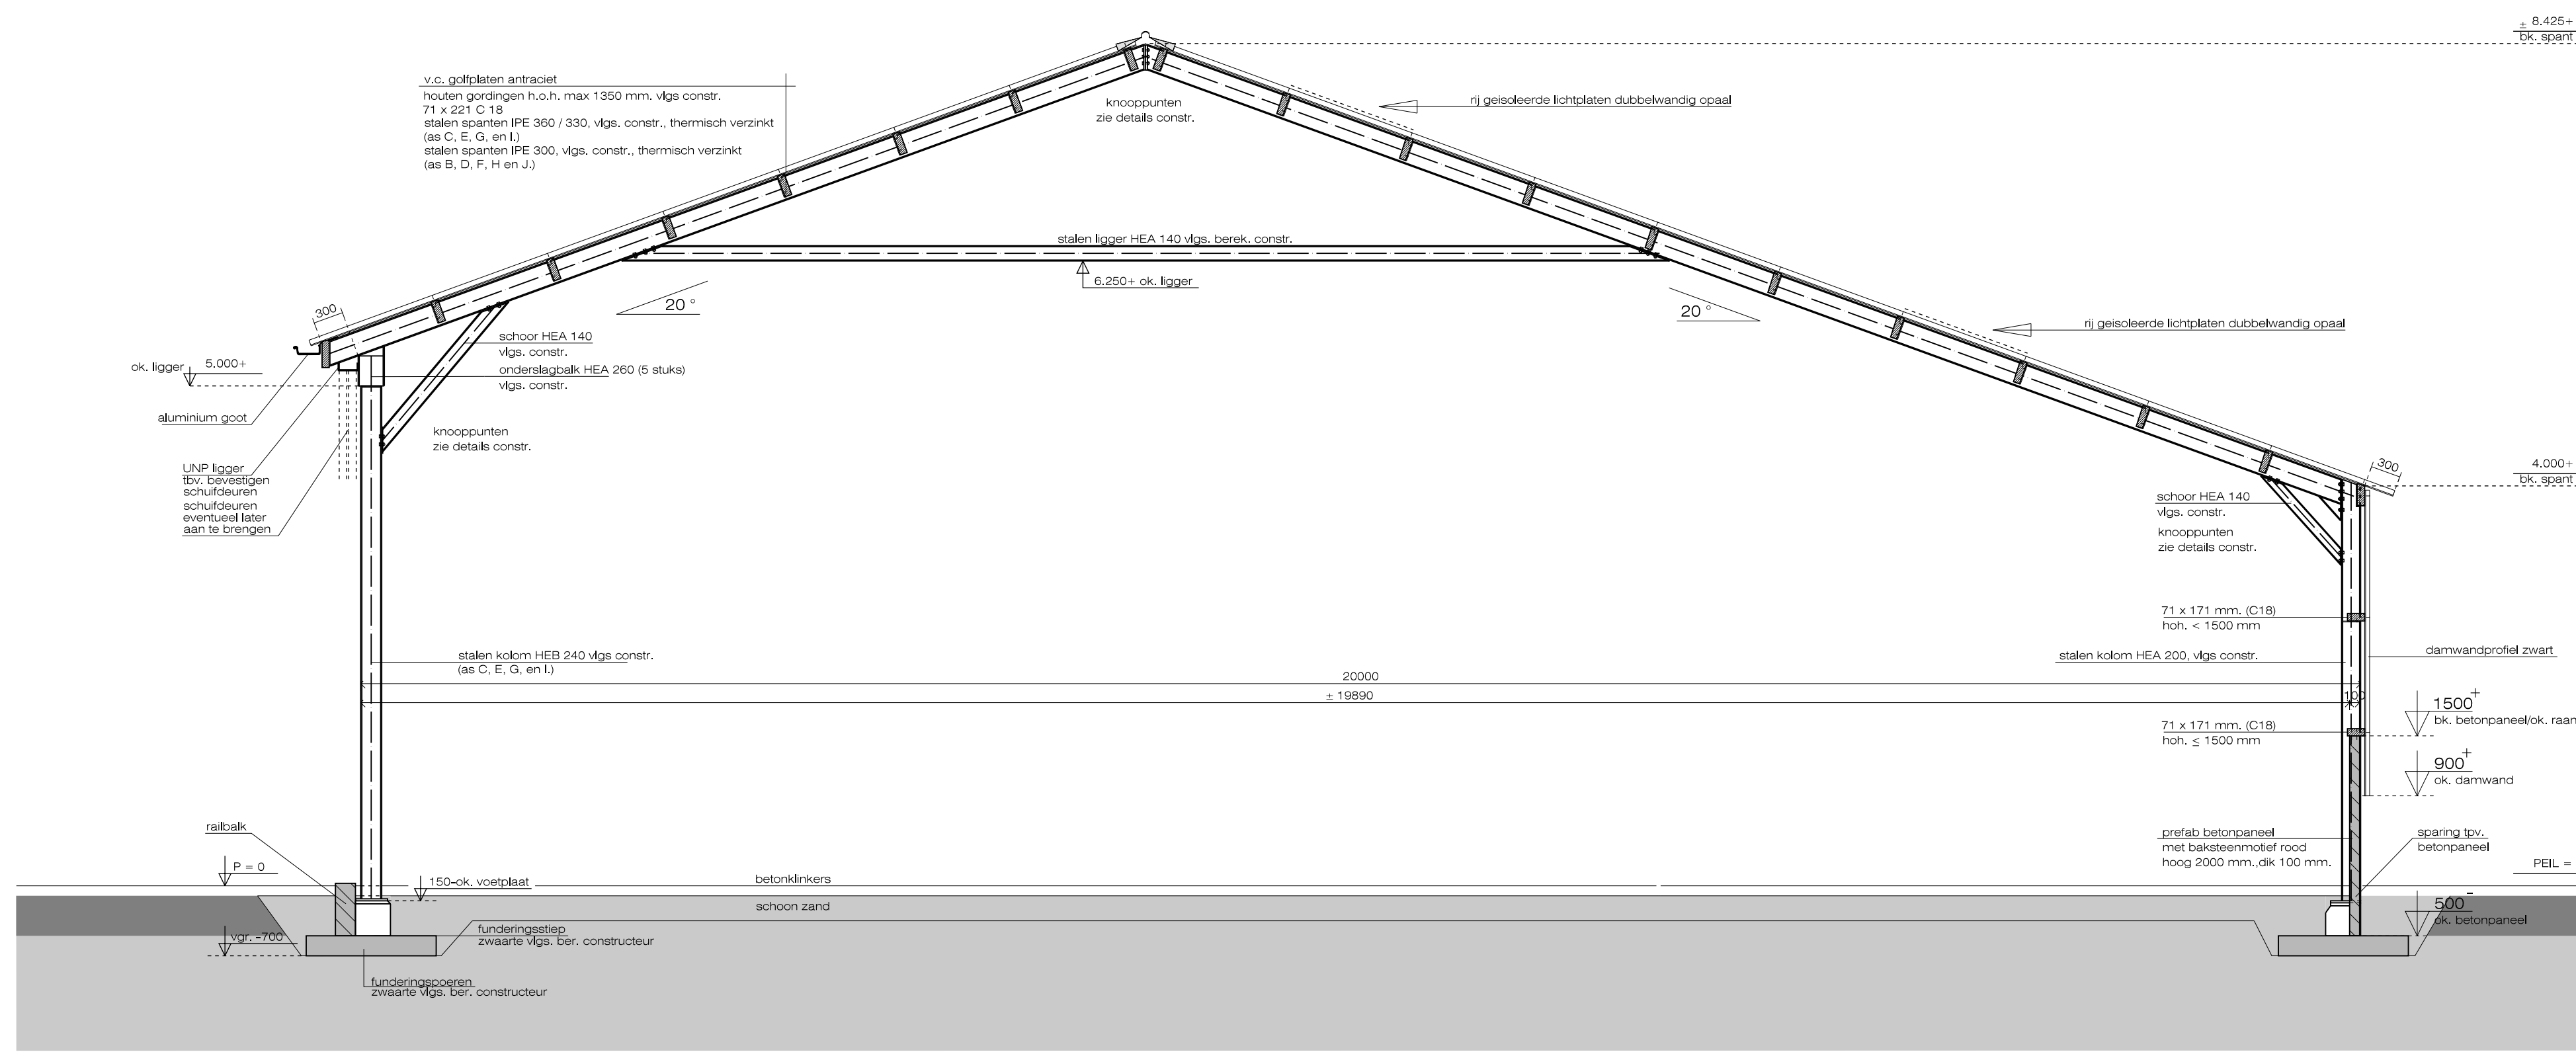 ± 8.425+
bk. spant
v.c. golfplaten antraciet
houten gordingen h.o.h. max 1350 mm. vlgs constr.
71 x 221 C 18
stalen spanten IPE 360 / 330, vlgs. constr., thermisch verzinkt
(as C, E, G, en I.)
stalen spanten IPE 300, vlgs. constr., thermisch verzinkt
(as B, D, F, H en J.)
knooppunten
zie details constr.
rij geisoleerde lichtplaten dubbelwandig opaal
stalen ligger HEA 140 vlgs. berek. constr.
6.250+ ok. ligger
20 °
20 °
300
rij geisoleerde lichtplaten dubbelwandig opaal
schoor HEA 140
vlgs. constr.
onderslagbalk HEA 260 (5 stuks)
vlgs. constr.
ok. ligger 5.000+
aluminium goot
knooppunten
zie details constr.
UNP ligger
tbv. bevestigen
schuifdeuren
schuifdeuren
eventueel later
aan te brengen
300
4.000+
bk. spant
schoor HEA 140
vlgs. constr.
knooppunten
zie details constr.
71 x 171 mm. (C18)
hoh. < 1500 mm
stalen kolom HEB 240 vlgs constr.
(as C, E, G, en I.)
stalen kolom HEA 200, vlgs constr.
damwandprofiel zwart
20000
± 19890
100
1500+
bk. betonpaneel/ok. raam
71 x 171 mm. (C18)
hoh. ≤ 1500 mm
900+
ok. damwand
railbalk
prefab betonpaneel
met baksteenmotief rood
hoog 2000 mm.,dik 100 mm.
sparing tpv.
betonpaneel
P = 0
150-ok. voetplaat
betonklinkers
PEIL =
schoon zand
500-
ok. betonpaneel
vgr. -700
funderingsstiep
zwaarte vlgs. ber. constructeur
funderingspoeren
zwaarte vlgs. ber. constructeur